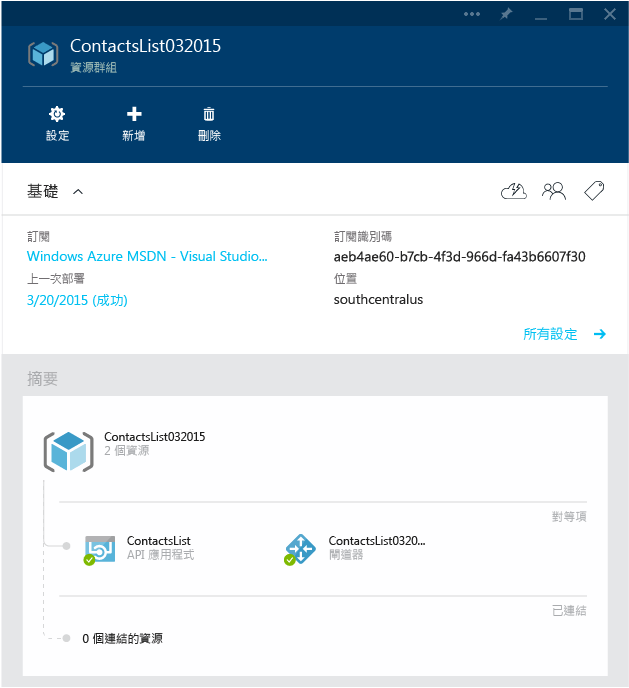 ContactsList032015
資源群組
設定
新增
刪除
基礎
訂閱
訂閱識別碼
Windows Azure MSDN - Visual Studio...
aeb4ae60-b7cb-4f3d-966d-fa43b6607f30
上一次部署
位置
3/20/2015 (成功)
southcentralus
所有設定
摘要
ContactsList032015
2 個資源
對等項
ContactsList
ContactsList0320...
API 應用程式
閘道器
已連結
0 個連結的資源